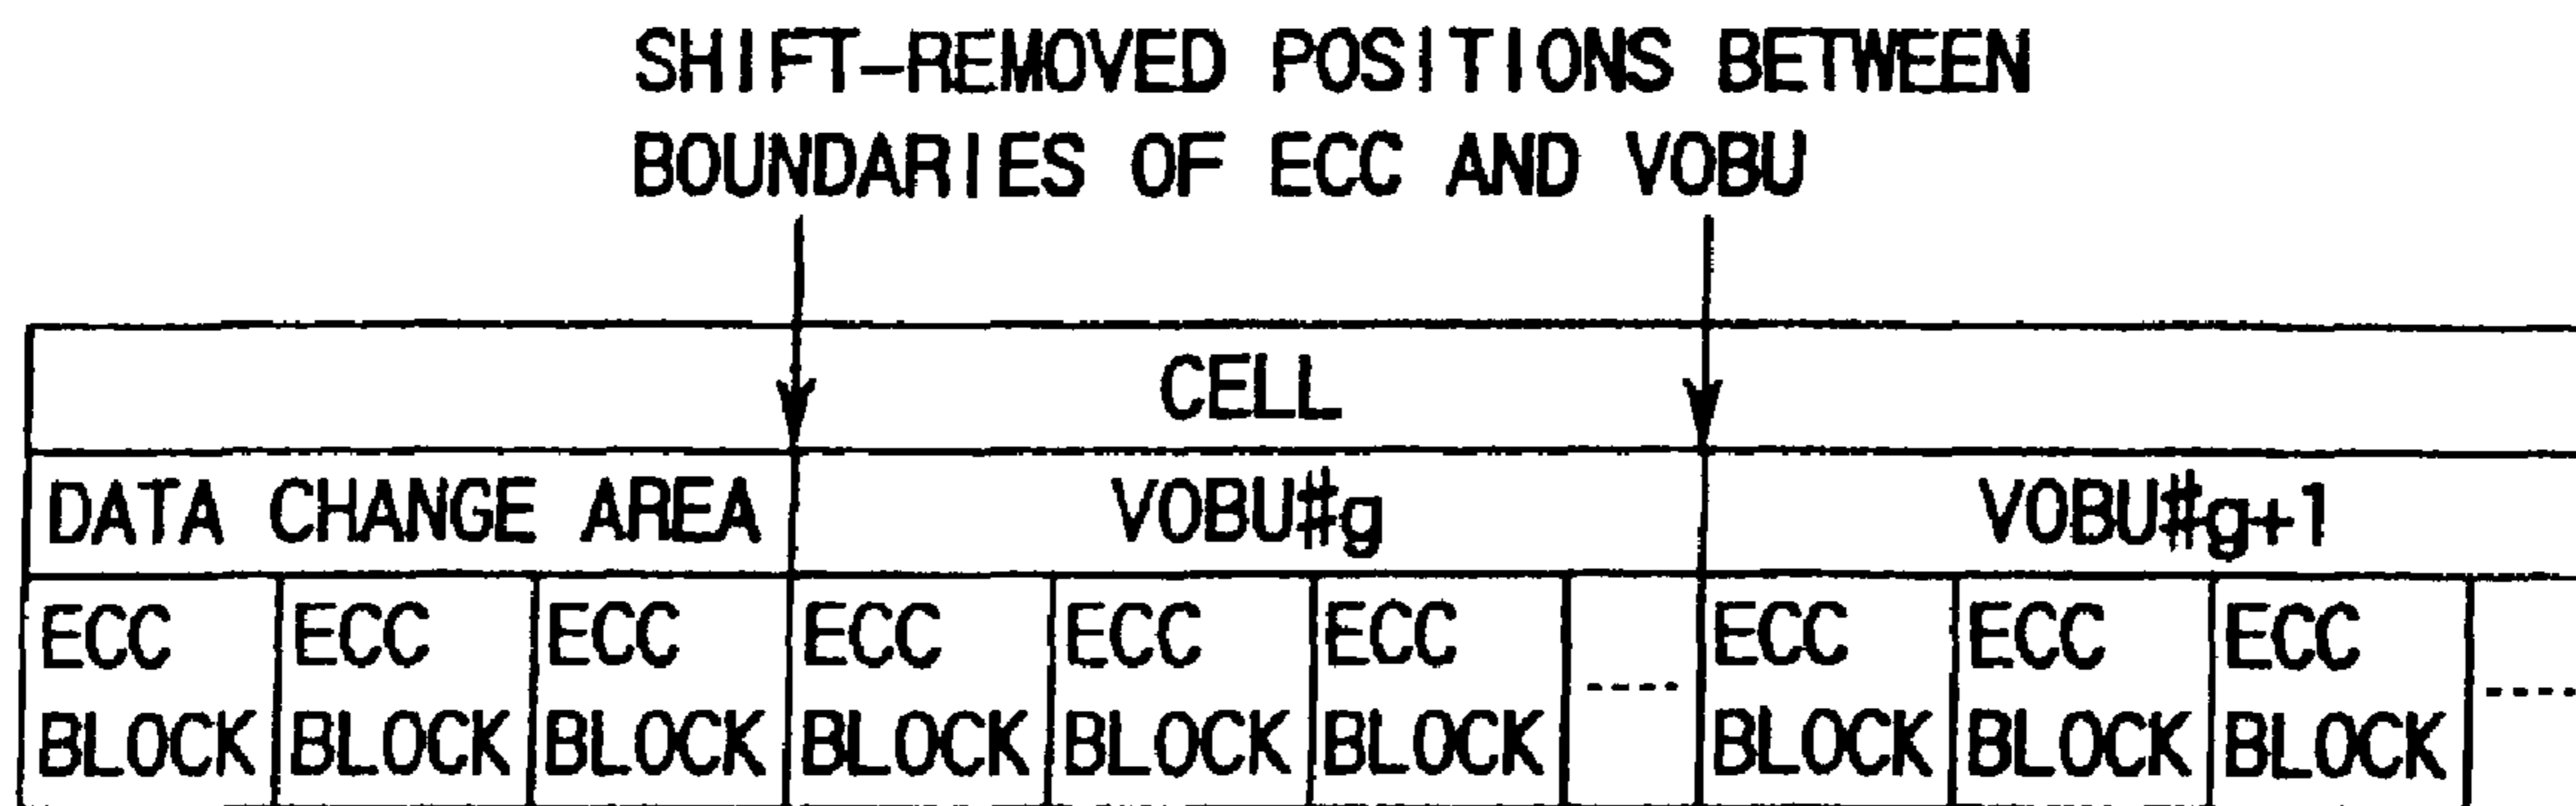 SHIFT-REMOVED POSITIONS BETWEEN
BOUNDARIES OF ECC AND VOBU
CELL
DATA CHANGE AREA VOBU#g VOBU#g+1
ECC ECC ECC ECC ECC ECC ECC ECC ECC
BLOCK BLOCK BLOCK BLOCK BLOCK BLOCK ---- BLOCK BLOCK BLOCK ----